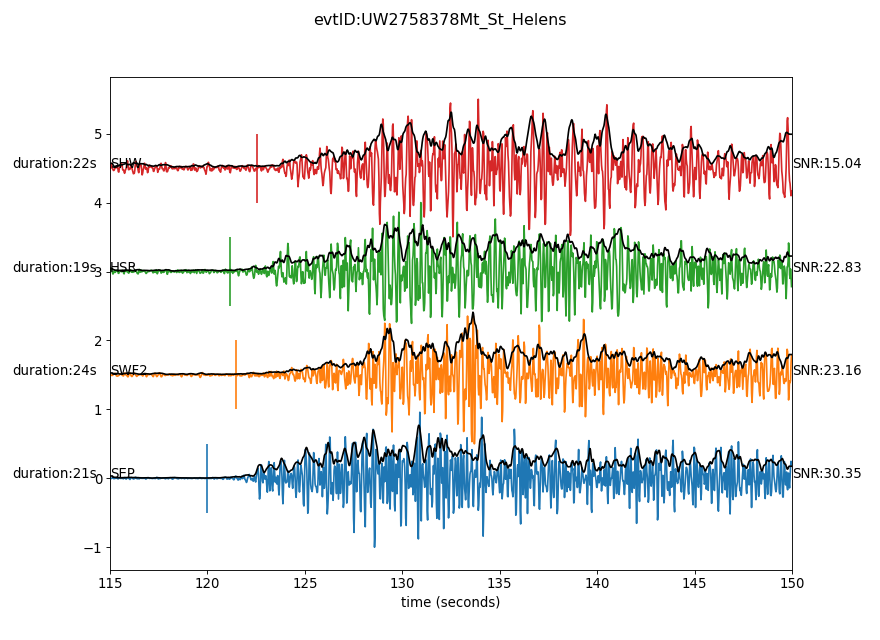 evtID:UW2758378Mt_St_Helens
5
duration:22s SHW SNR:15.04
4
duration:19s 3 HSR SNR:22.83
2
duration:24s SWF2 SNR:23.16
1
duration:21s 0 SEP SNR:30.35
−1
115 120 125 130 135 140 145 150
time (seconds)